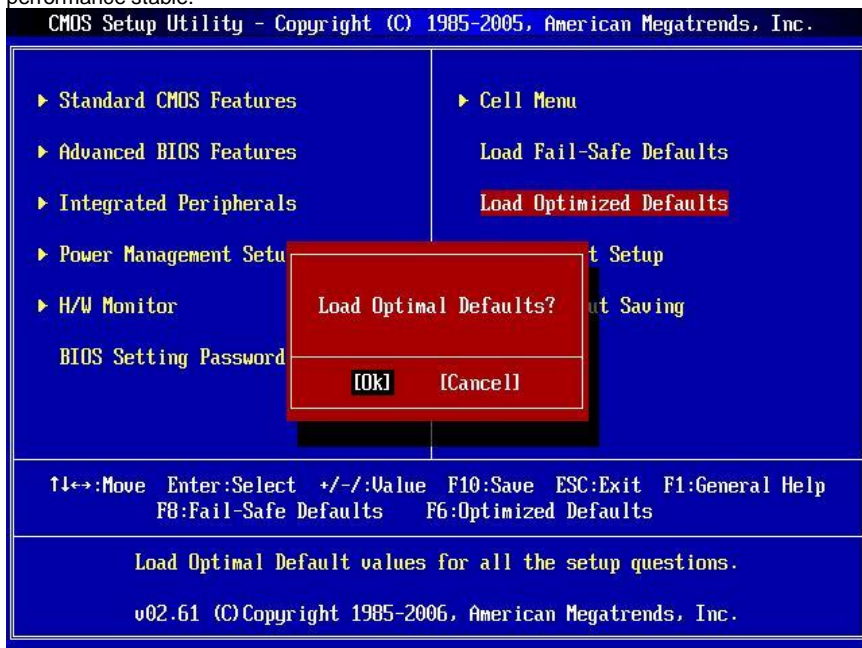 performance stable.
CMOS Setup Utility - Copyright (C) 1985-2005, American Megatrends, Inc.
▶ Standard CMOS Features
▶ Advanced BIOS Features
▶ Integrated Peripherals
▶ Power Management Setu
▶ H/W Monitor
BIOS Setting Password
▶ Cell Menu
Load Fail-Safe Defaults
Load Optimized Defaults
t Setup
ut Saving
Load Optimal Defaults?
[Ok] [Cancel]
↑↓←→:Move Enter:Select +/-/:Value F10:Save ESC:Exit F1:General Help
F8:Fail-Safe Defaults F6:Optimized Defaults
Load Optimal Default values for all the setup questions.
v02.61 (C)Copyright 1985-2006, American Megatrends, Inc.